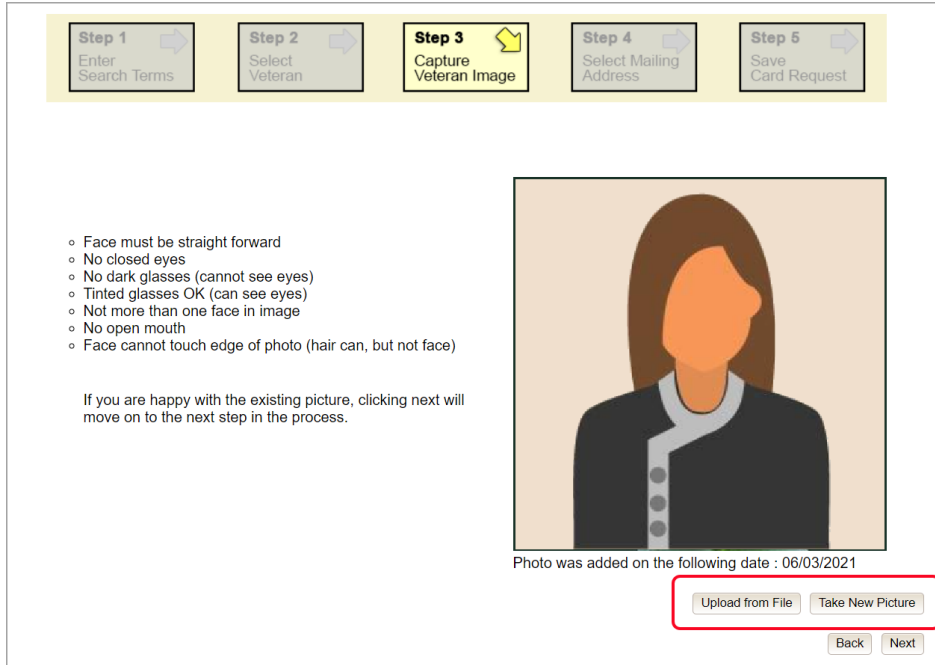 Step 1
Enter
Search Terms
Step 2
Select
Veteran
Step 3
Capture
Veteran Image
Step 4
Select Mailing
Address
Step 5
Save
Card Request
Face must be straight forward
No closed eyes
No dark glasses (cannot see eyes)
Tinted glasses OK (can see eyes)
Not more than one face in image
No open mouth
Face cannot touch edge of photo (hair can, but not face)
If you are happy with the existing picture, clicking next will
move on to the next step in the process.
Photo was added on the following date : 06/03/2021
Upload from File
Take New Picture
Back
Next